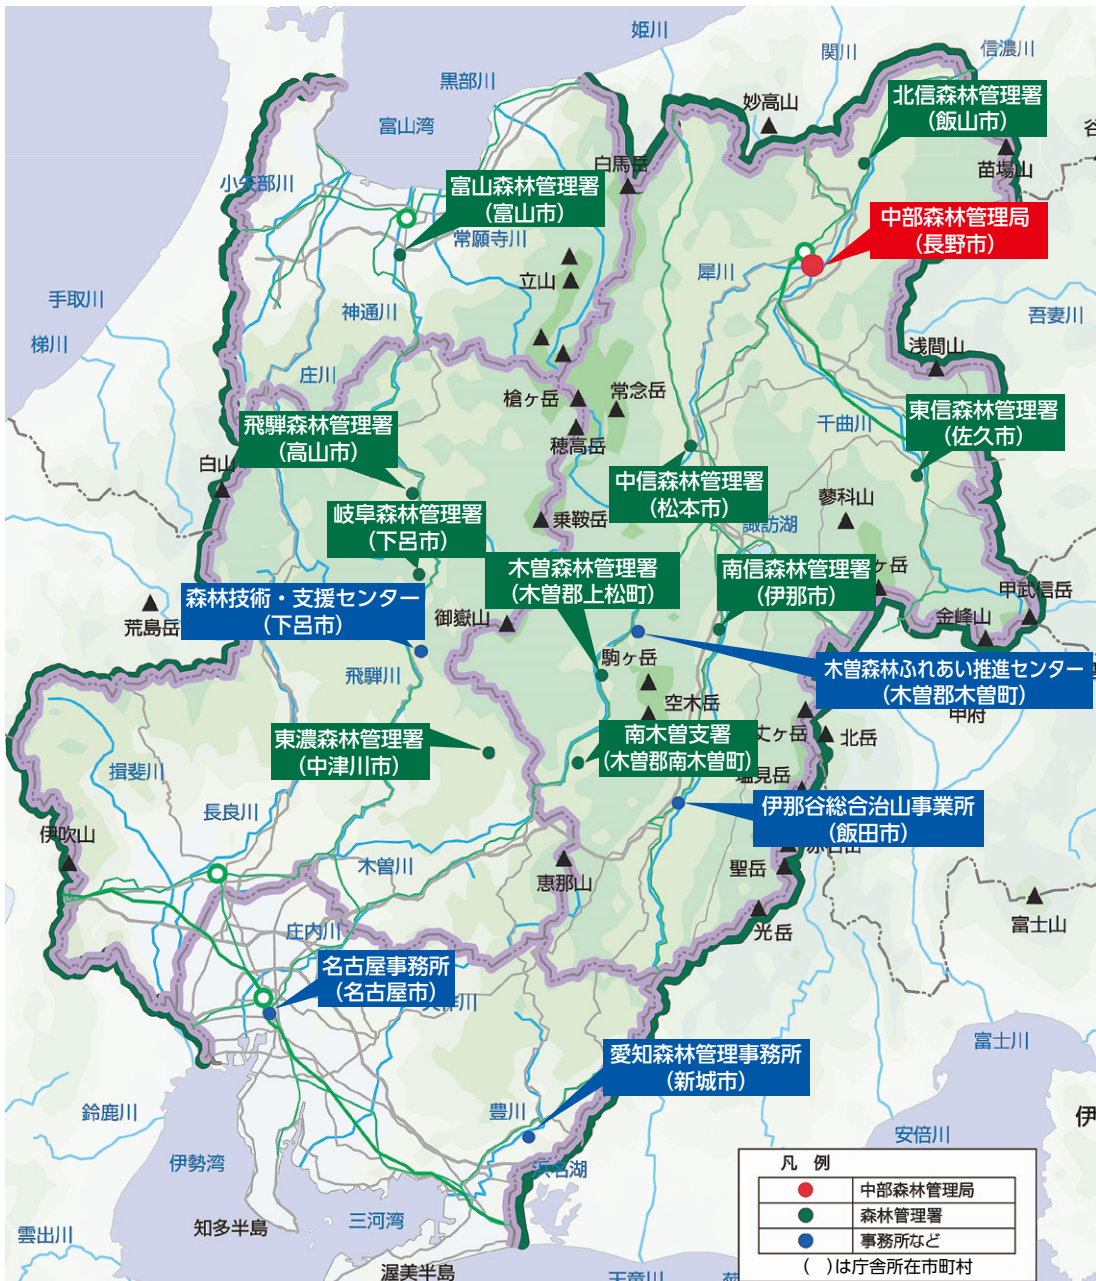 姫川
関川
信濃川
黒部川
妙高山
北信森林管理署
(飯山市)
富山湾
白馬岳
苗場山
小矢部川
富山森林管理署
(富山市)
中部森林管理局
(長野市)
常願寺川
立山
犀川
手取川
神通川
吾妻川
梯川
浅間山
庄川
槍ヶ岳
常念岳
東信森林管理署
(佐久市)
飛騨森林管理署
(高山市)
千曲川
穂高岳
白山
中信森林管理署
(松本市)
蓼科山
岐阜森林管理署
(下呂市)
乗鞍岳
諏訪湖
木曽森林管理署
(木曽郡上松町)
南信森林管理署
(伊那市)
ヶ岳
甲武信岳
森林技術・支援センター
(下呂市)
荒島岳
御嶽山
金峰山
駒ヶ岳
木曽森林ふれあい推進センター
(木曽郡木曽町)
飛騨川
空木岳
甲府
東濃森林管理署
(中津川市)
南木曽支署
(木曽郡南木曽町)
丈ヶ岳
北岳
揖斐川
塩見岳
長良川
伊那谷総合治山事業所
(飯田市)
伊吹山
木曽川
恵那山
聖岳
富士山
庄内川
光岳
名古屋事務所
(名古屋市)
富士川
愛知森林管理事務所
(新城市)
鈴鹿川
豊川
伊
安倍川
伊勢湾
浜名湖
凡 例
中部森林管理局
森林管理署
事務所など
( )は庁舎所在市町村
知多半島
三河湾
雲出川
渥美半島
天竜川